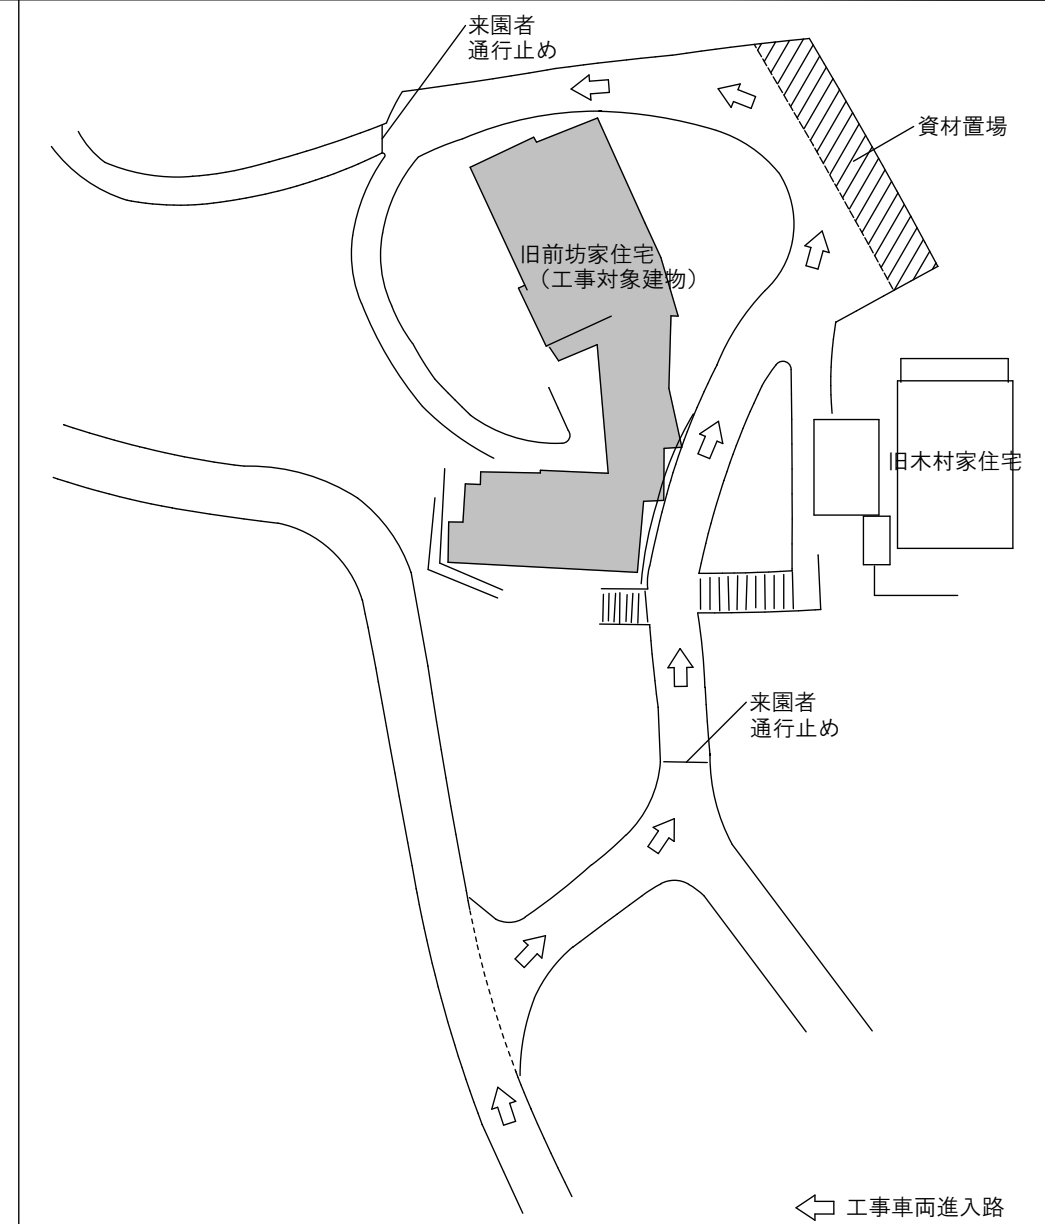 来園者
通行止め
資材置場
旧前坊家住宅
（工事対象建物）
旧木村家住宅
来園者
通行止め
工事車両進入路